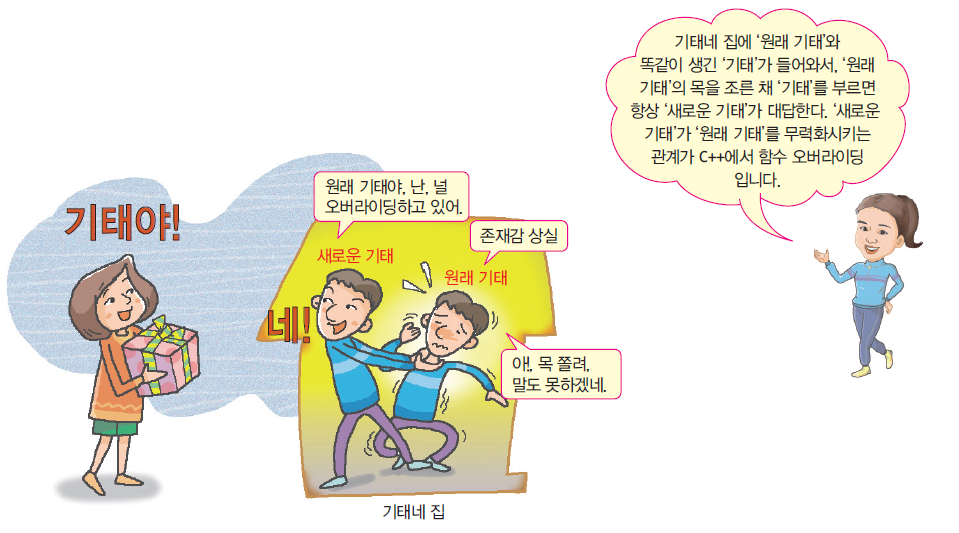 기태네 집에 ‘원래 기태’와
똑같이 생긴 ‘기태’가 들어와서, ‘원래
기태’의 목을 조른 채 ‘기태’를 부르면
항상 ‘새로운 기태’가 대답한다. ‘새로운
기태’가 ‘원래 기태’를 무력화시키는
관계가 C++에서 함수 오버라이딩
입니다.
기태야!
원래 기태야, 난, 널
오버라이딩하고 있어.
존재감 상실
새로운 기태
원래 기태
네!
아!, 목 쫄려,
말도 못하겠네.
기태네 집